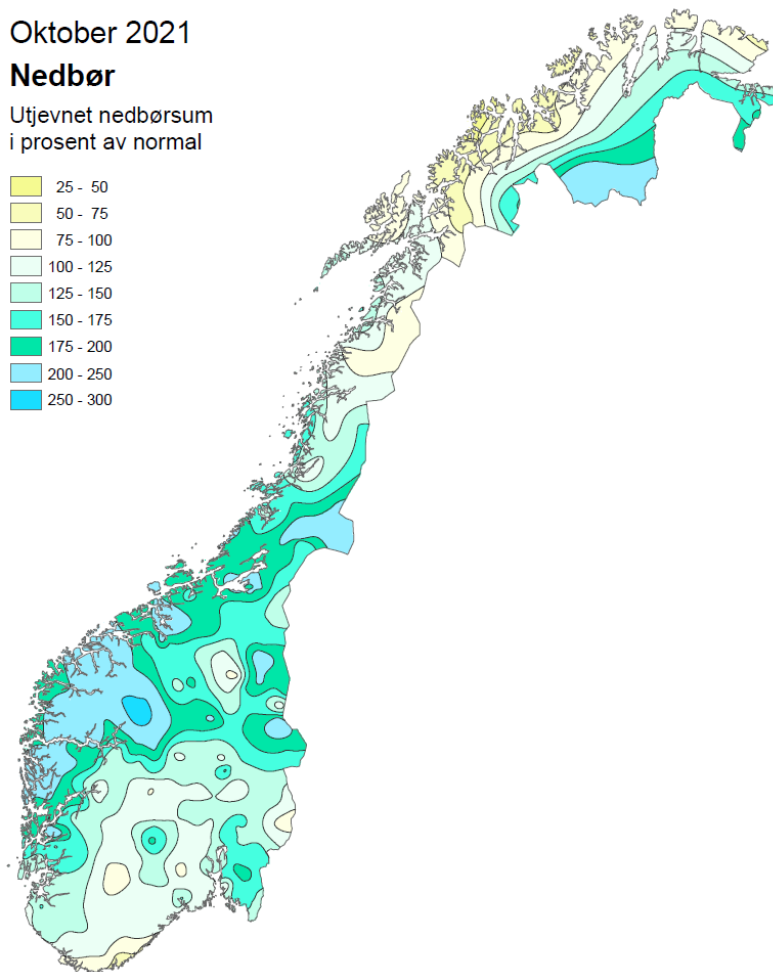 Oktober 2021
Nedbør
Utjevnet nedbørsum
i prosent av normal
25 - 50
50 - 75
75 - 100
100 - 125
125 - 150
150 - 175
175 - 200
200 - 250
250 - 300